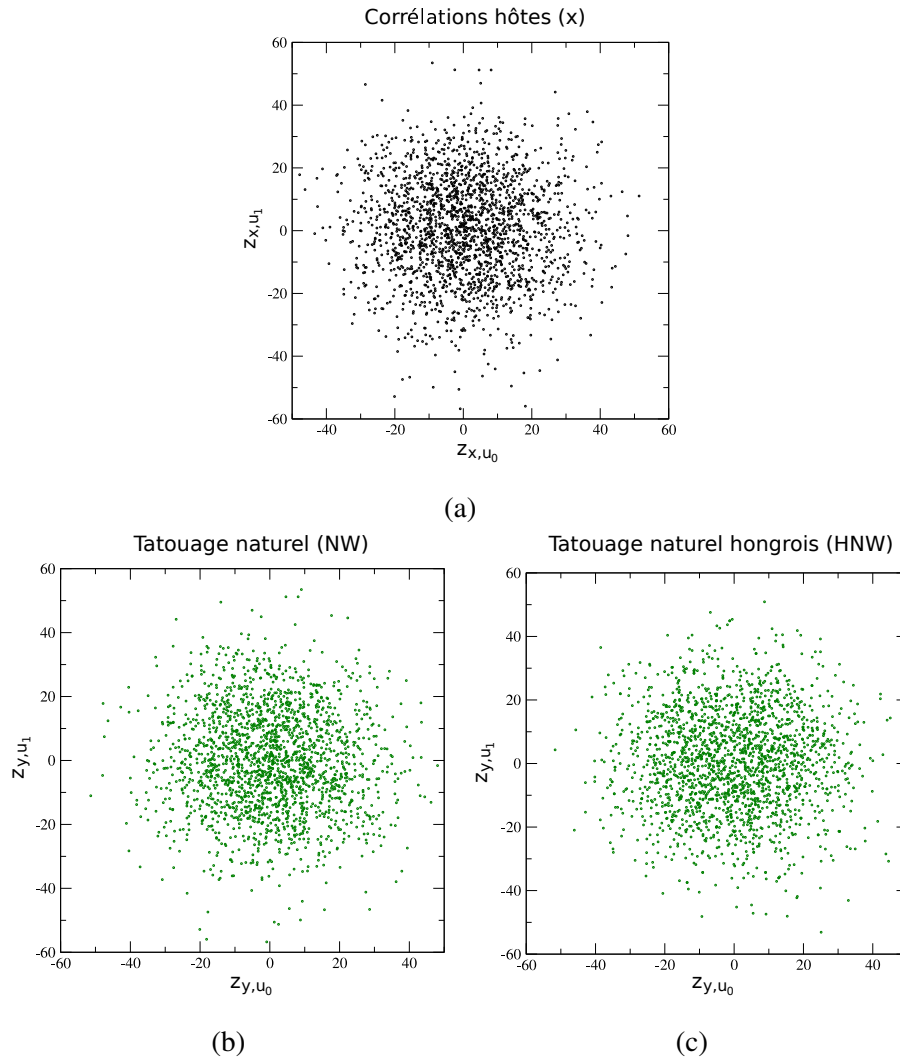 Corrélations hôtes (x)
60
40
20
0
-20
-40
-60
z_{x,u_1}
-40 -20 0 20 40 60
z_{x,u_0}
(a)
Tatouage naturel (NW)
60
40
20
0
-20
-40
-60
z_{y,u_1}
-60 -40 -20 0 20 40
z_{y,u_0}
(b)
Tatouage naturel hongrois (HNW)
60
40
20
0
-20
-40
-60
z_{y,u_1}
-60 -40 -20 0 20 40
z_{y,u_0}
(c)